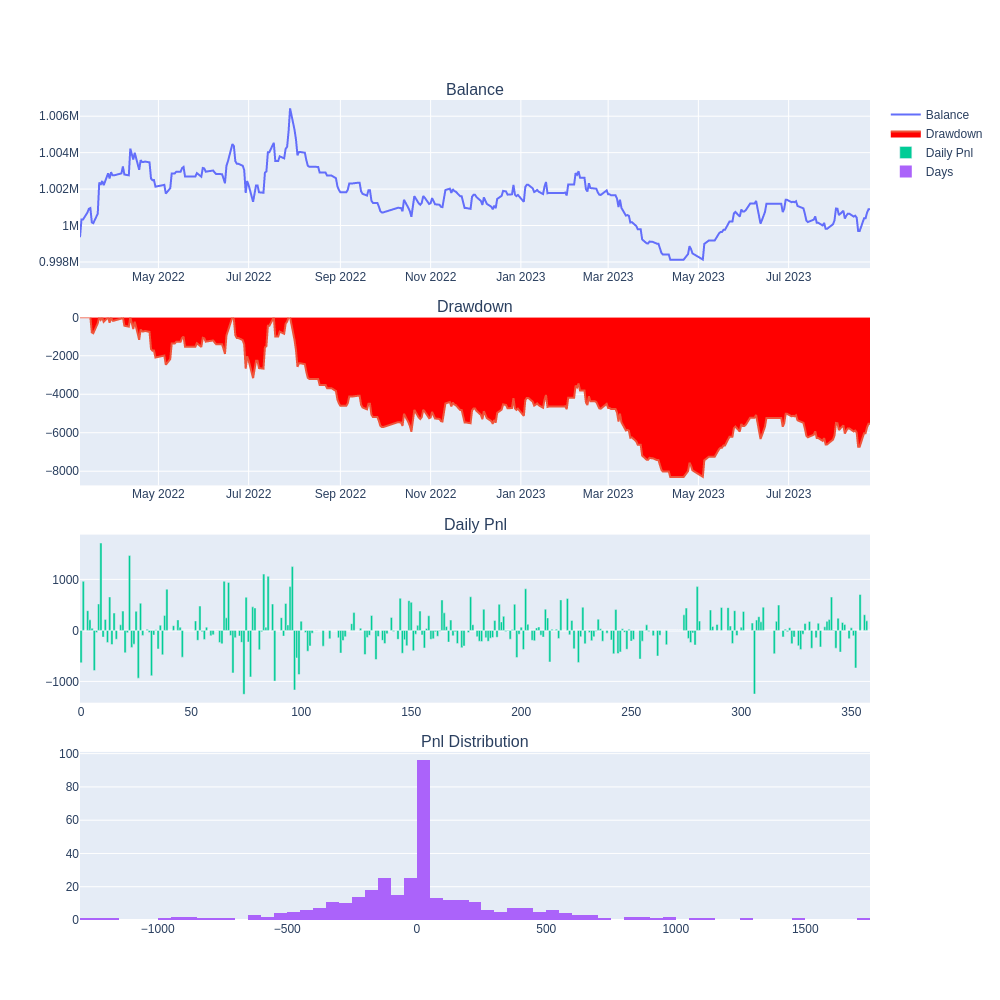 Balance
1.006M
1.004M
1.002M
1M
0.998M
May 2022 Jul 2022 Sep 2022 Nov 2022 Jan 2023 Mar 2023 May 2023 Jul 2023
Balance
Drawdown
Daily Pnl
Days
Drawdown
0
−2000
−4000
−6000
−8000
May 2022 Jul 2022 Sep 2022 Nov 2022 Jan 2023 Mar 2023 May 2023 Jul 2023
Daily Pnl
1000
0
−1000
0 50 100 150 200 250 300 350
Pnl Distribution
100
80
60
40
20
0
−1000 −500 0 500 1000 1500